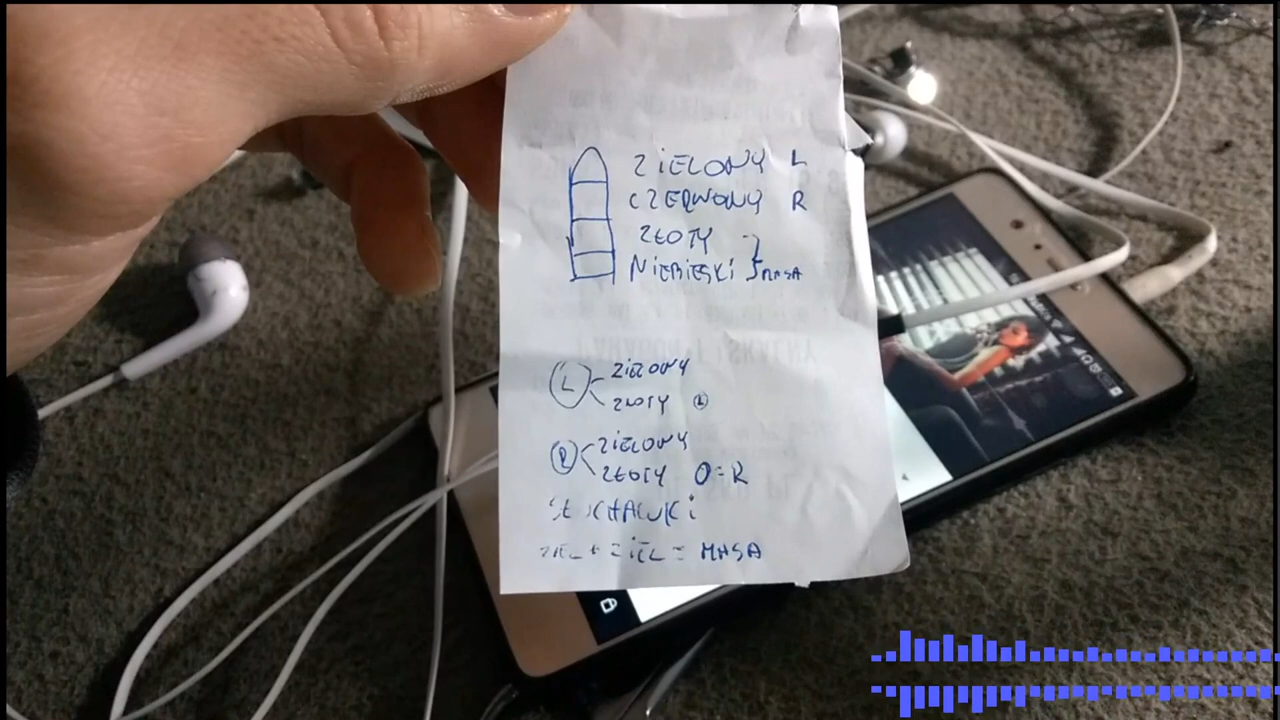 ZIELONY L
CZERWONY R
ZŁOTY
NIEBIESKI } MASA
L ZIELONY
ZŁOTY L
R ZIELONY
ZŁOTY O=R
SŁUCHAWKI
ZIEL + ZIEL = MASA